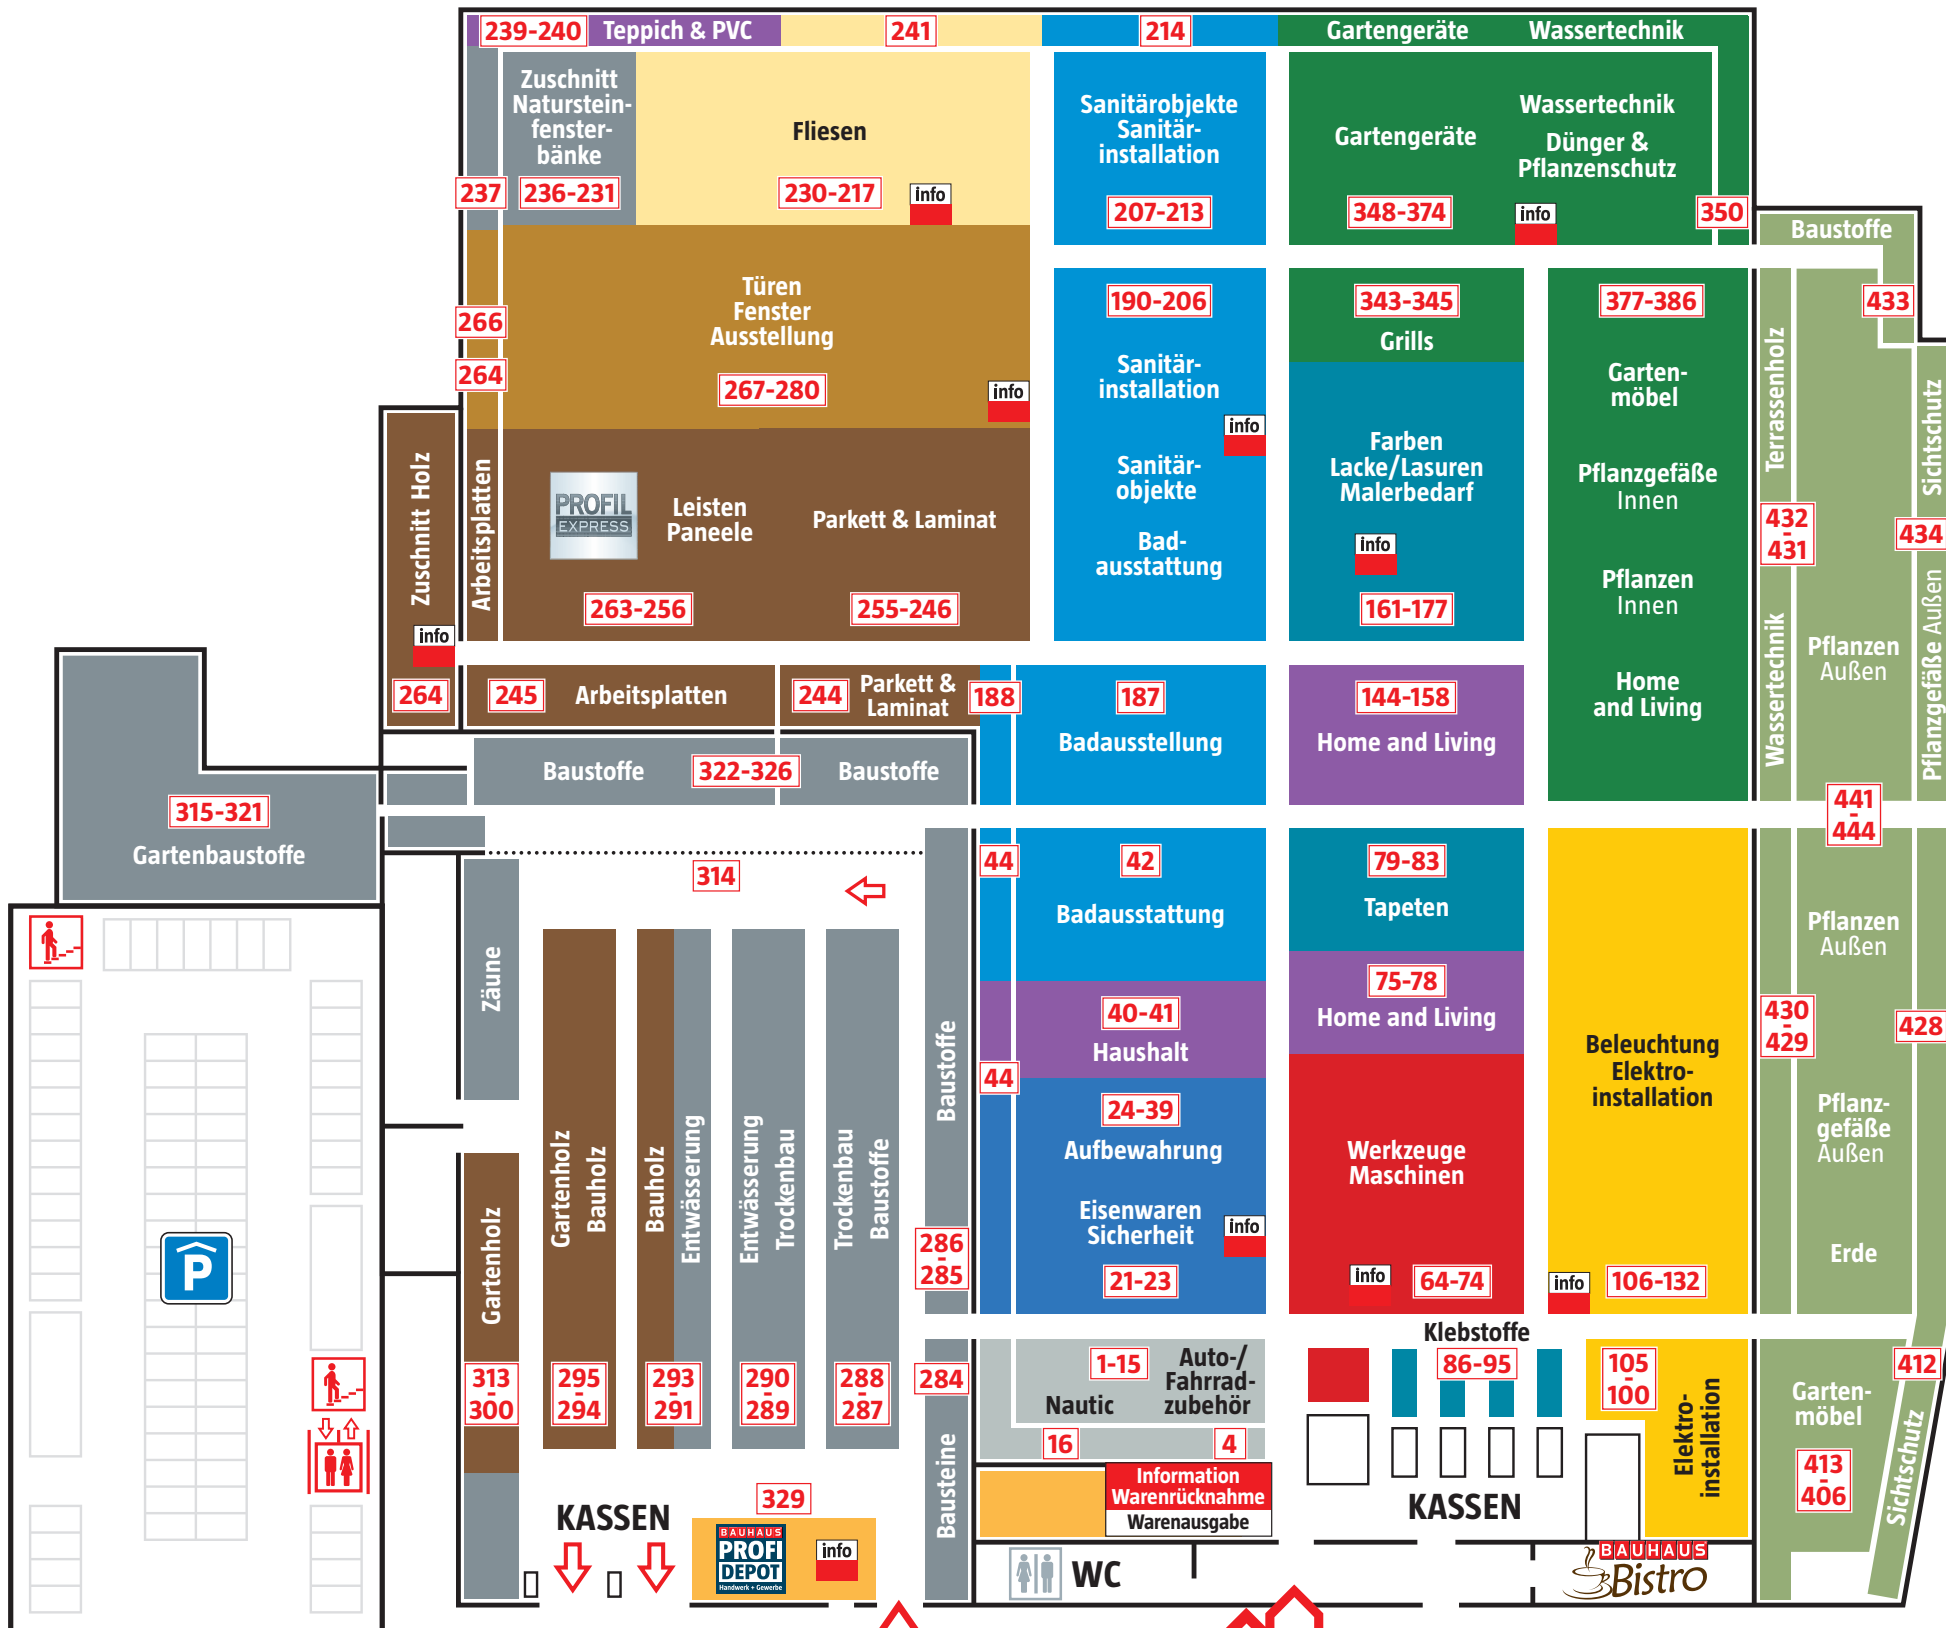 239-240
Teppich & PVC
241
214
Gartengeräte
Wassertechnik
Zuschnitt
Naturstein-
fenster-
bänke
237
236-231
Fliesen
230-217
info
Sanitärobjekte
Sanitär-
installation
207-213
Gartengeräte
348-374
Wassertechnik
Dünger &
Pflanzenschutz
info
350
Baustoffe
433
266
264
Türen
Fenster
Ausstellung
267-280
info
190-206
Sanitär-
installation
info
Sanitär-
objekte
Bad-
ausstattung
343-345
Grills
Farben
Lacke/Lasuren
Malerbedarf
info
161-177
377-386
Garten-
möbel
Pflanzgefäße
Innen
Pflanzen
Innen
Home
and Living
Terrassenholz
432
-
431
Wassertechnik
Sichtschutz
434
Pflanzgefäße Außen
Pflanzen
Außen
441
-
444
Zuschnitt Holz
info
264
Arbeitsplatten
PROFIL
EXPRESS
Leisten
Paneele
263-256
Parkett & Laminat
255-246
245
Arbeitsplatten
244
Parkett &
Laminat
188
187
Badausstellung
144-158
Home and Living
Baustoffe
322-326
Baustoffe
315-321
Gartenbaustoffe
314
44
42
Badausstattung
79-83
Tapeten
75-78
Home and Living
40-41
Haushalt
44
24-39
Aufbewahrung
Eisenwaren
Sicherheit
info
21-23
Werkzeuge
Maschinen
info
64-74
Beleuchtung
Elektro-
installation
info
106-132
Pflanzen
Außen
430
-
429
428
Pflanz-
gefäße
Außen
Erde
Zäune
Gartenholz
313
-
300
Gartenholz
Bauholz
295
-
294
Bauholz
Entwässerung
293
-
291
Entwässerung
Trockenbau
290
-
289
Trockenbau
Baustoffe
288
-
287
Baustoffe
286
-
285
284
Bausteine
P
1-15
Nautic
Auto-/
Fahrrad-
zubehör
16
4
Klebstoffe
86-95
105
-
100
Elektro-
installation
412
Garten-
möbel
413
-
406
Sichtschutz
Information
Warenrücknahme
Warenausgabe
KASSEN
KASSEN
329
BAUHAUS
PROFI
DEPOT
Handwerk + Gewerbe
info
WC
BAUHAUS
Bistro